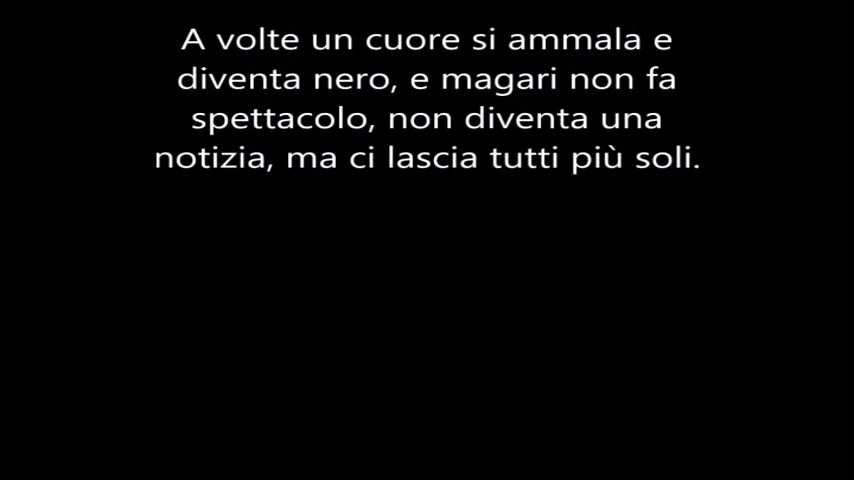 A volte un cuore si ammala e
diventa nero, e magari non fa
spettacolo, non diventa una
notizia, ma ci lascia tutti più soli.